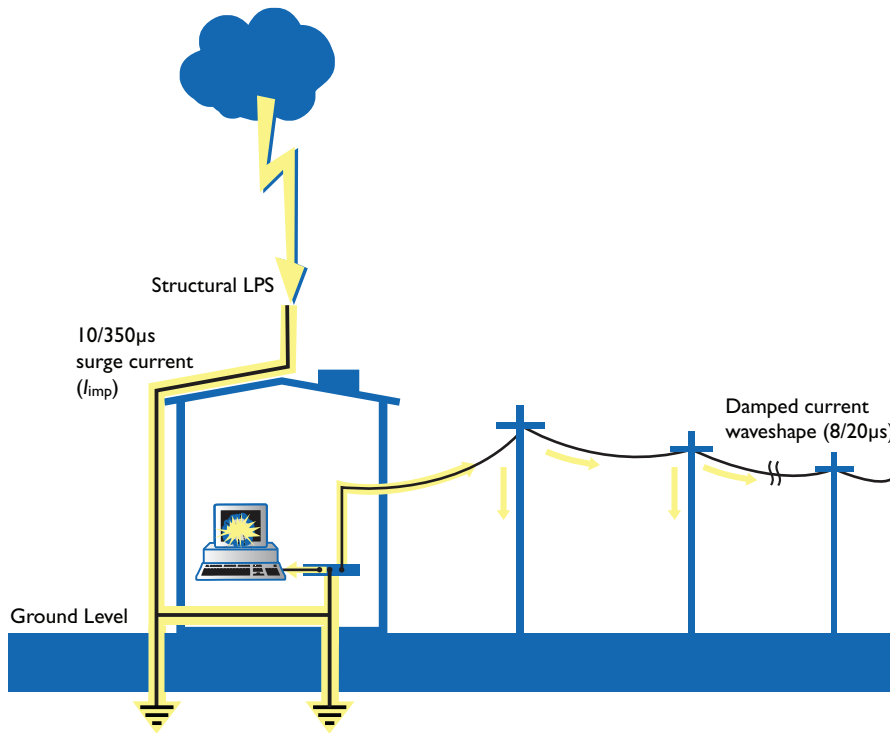 Structural LPS
10/350µs
surge current
(Iimp)
Damped current
waveshape (8/20µs)
Ground Level